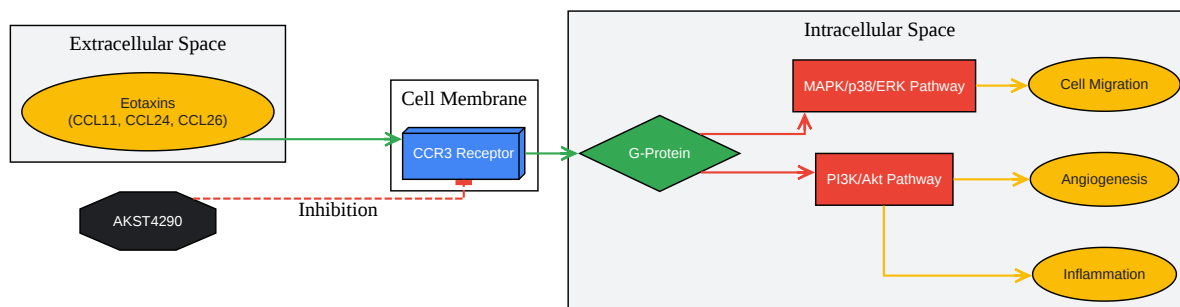 Extracellular Space
Eotaxins
(CCL11, CCL24, CCL26)
AKST4290
Inhibition
Cell Membrane
CCR3 Receptor
Intracellular Space
G-Protein
MAPK/p38/ERK Pathway
Cell Migration
PI3K/Akt Pathway
Angiogenesis
Inflammation